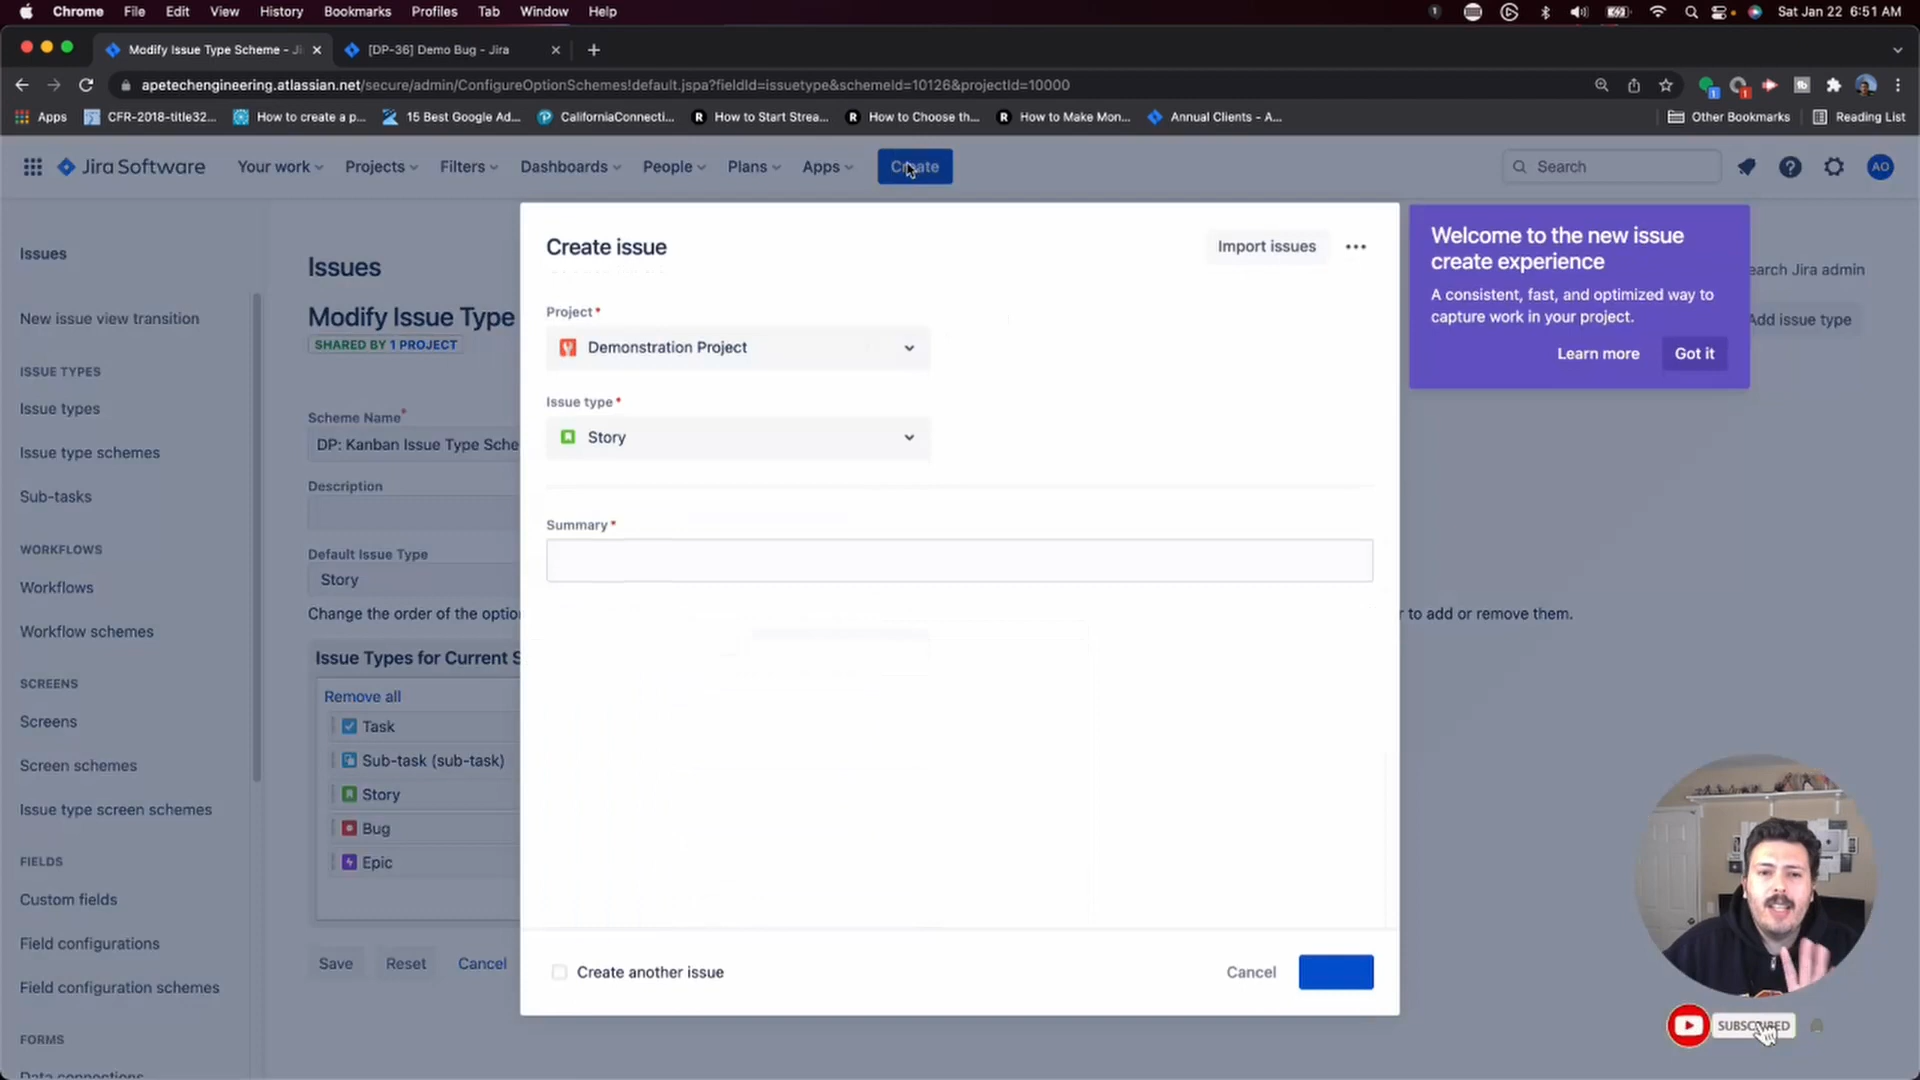 Chrome File Edit View History Bookmarks Profiles Tab Window Help Sat Jan 22 6:51 AM
Modify Issue Type Scheme - Ji [DP-36] Demo Bug - Jira
apetechengineering.atlassian.net/secure/admin/ConfigureOptionSchemes!default.jspa?fieldId=issuetype&schemeId=10126&projectId=10000
Apps CFR-2018-title32... How to create a p... 15 Best Google Ad... CaliforniaConnecti... How to Start Strea... How to Choose th... How to Make Mon... Annual Clients - A... Other Bookmarks Reading List
Jira Software Your work Projects Filters Dashboards People Plans Apps Create Search AO
Issues
New issue view transition
ISSUE TYPES
Issue types
Issue type schemes
Sub-tasks
WORKFLOWS
Workflows
Workflow schemes
SCREENS
Screens
Screen schemes
Issue type screen schemes
FIELDS
Custom fields
Field configurations
Field configuration schemes
FORMS
Data connections
Issues
Modify Issue Type
SHARED BY 1 PROJECT
Scheme Name*
DP: Kanban Issue Type Sche
Description
Default Issue Type
Story
Change the order of the optio
r to add or remove them.
Issue Types for Current S
Remove all
Task
Sub-task (sub-task)
Story
Bug
Epic
Save Reset Cancel
Create issue Import issues
Project*
Demonstration Project
Issue type*
Story
Summary*
Create another issue Cancel
Welcome to the new issue
create experience
A consistent, fast, and optimized way to
capture work in your project.
Learn more Got it
earch Jira admin
Add issue type
SUBSCRIBED